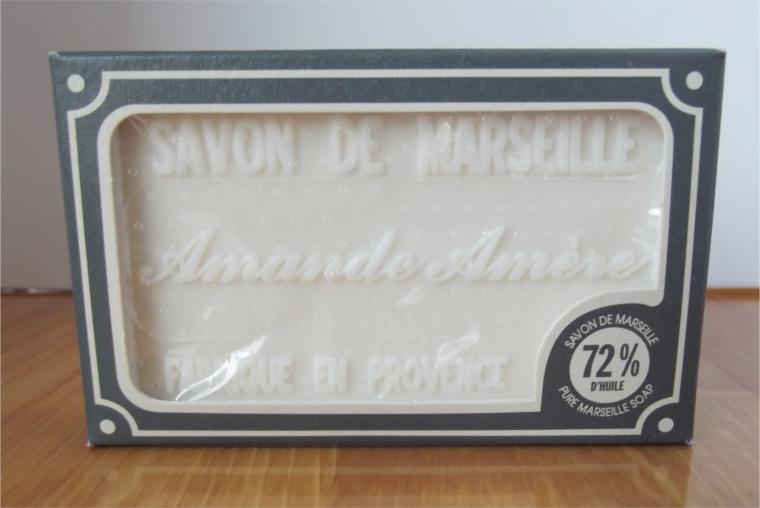 SAVON DE MARSEILLE
Amande Amère
FABRIQUE EN PROVENCE
SAVON DE MARSEILLE
72%
D'HUILE
PURE MARSEILLE SOAP